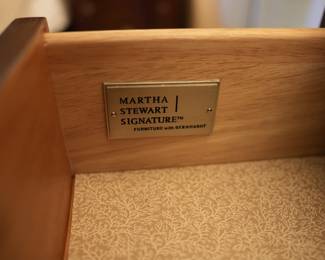 MARTHA
STEWART
SIGNATURE™
FURNITURE with BERNHARDT